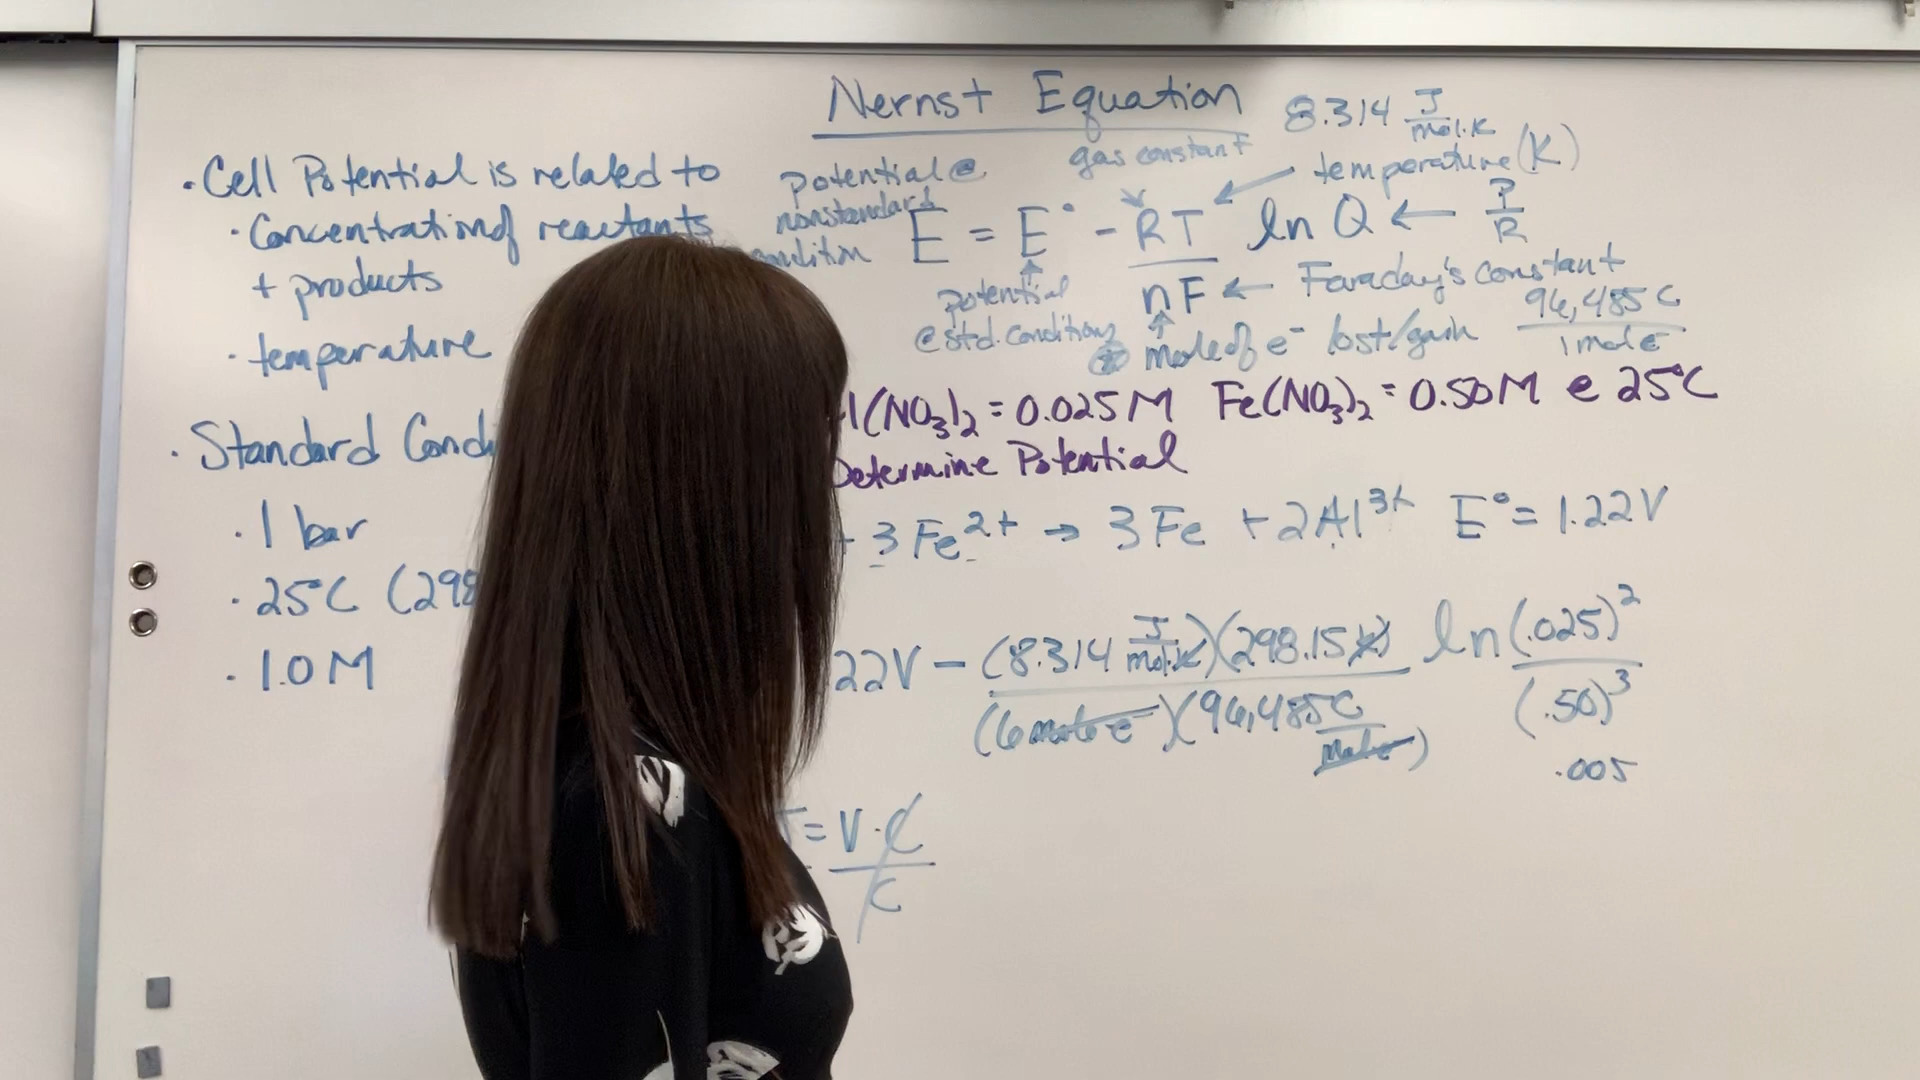 Nernst Equation
8.314 J/mol.K
gas constant
temperature (K)
• Cell Potential is related to
• Concentration of reactants
+ products
• temperature
potential @
nonstandard
condition
E = E° - RT/nF ln Q ← P/R
potential
@ std. conditions
← Faraday's constant
96,485 C / 1 mol e⁻
mole of e⁻ lost/gain
• Standard Cond
• 1 bar
• 25°C (298
• 1.0 M
l(NO₃)₂ = 0.025 M Fe(NO₃)₂ = 0.50 M @ 25°C
Determine Potential
+ 3Fe²⁺ → 3Fe + 2Al³⁺ E° = 1.22V
22V - (8.314 J/mol.K)(298.15 K) / (6 mole e⁻)(96,485 C/mol e⁻) ln (.025)² / (.50)³
.005
= V·C / C